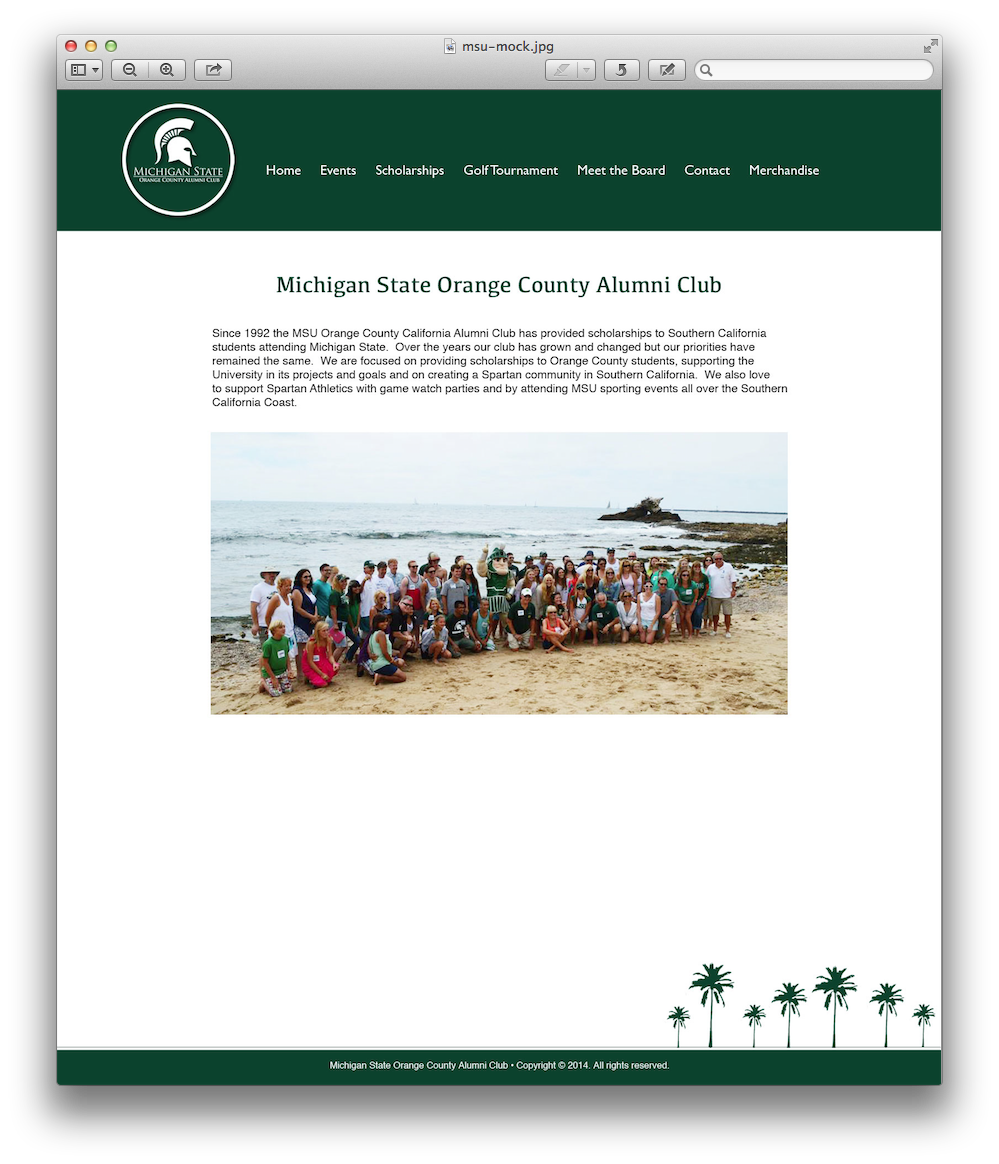 msu-mock.jpg
MICHIGAN STATE
ORANGE COUNTY ALUMNI CLUB
Home Events Scholarships Golf Tournament Meet the Board Contact Merchandise
Michigan State Orange County Alumni Club
Since 1992 the MSU Orange County California Alumni Club has provided scholarships to Southern California
students attending Michigan State.  Over the years our club has grown and changed but our priorities have
remained the same.  We are focused on providing scholarships to Orange County students, supporting the
University in its projects and goals and on creating a Spartan community in Southern California.  We also love
to support Spartan Athletics with game watch parties and by attending MSU sporting events all over the Southern
California Coast.
Michigan State Orange County Alumni Club • Copyright © 2014. All rights reserved.